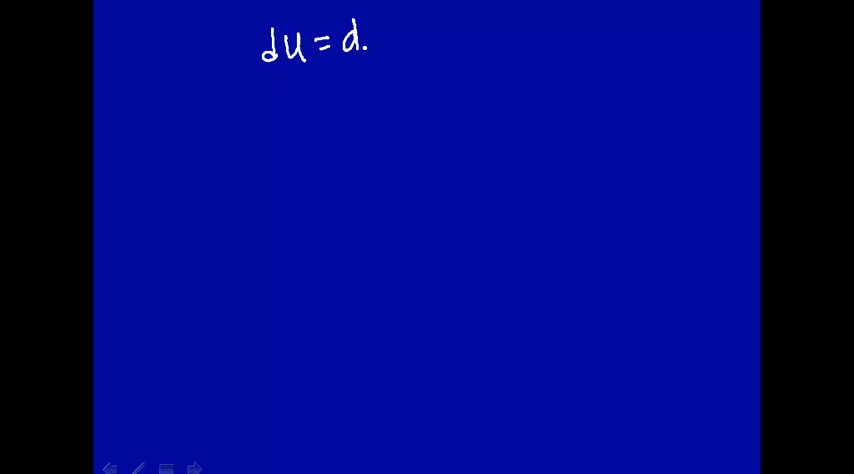 du = d.